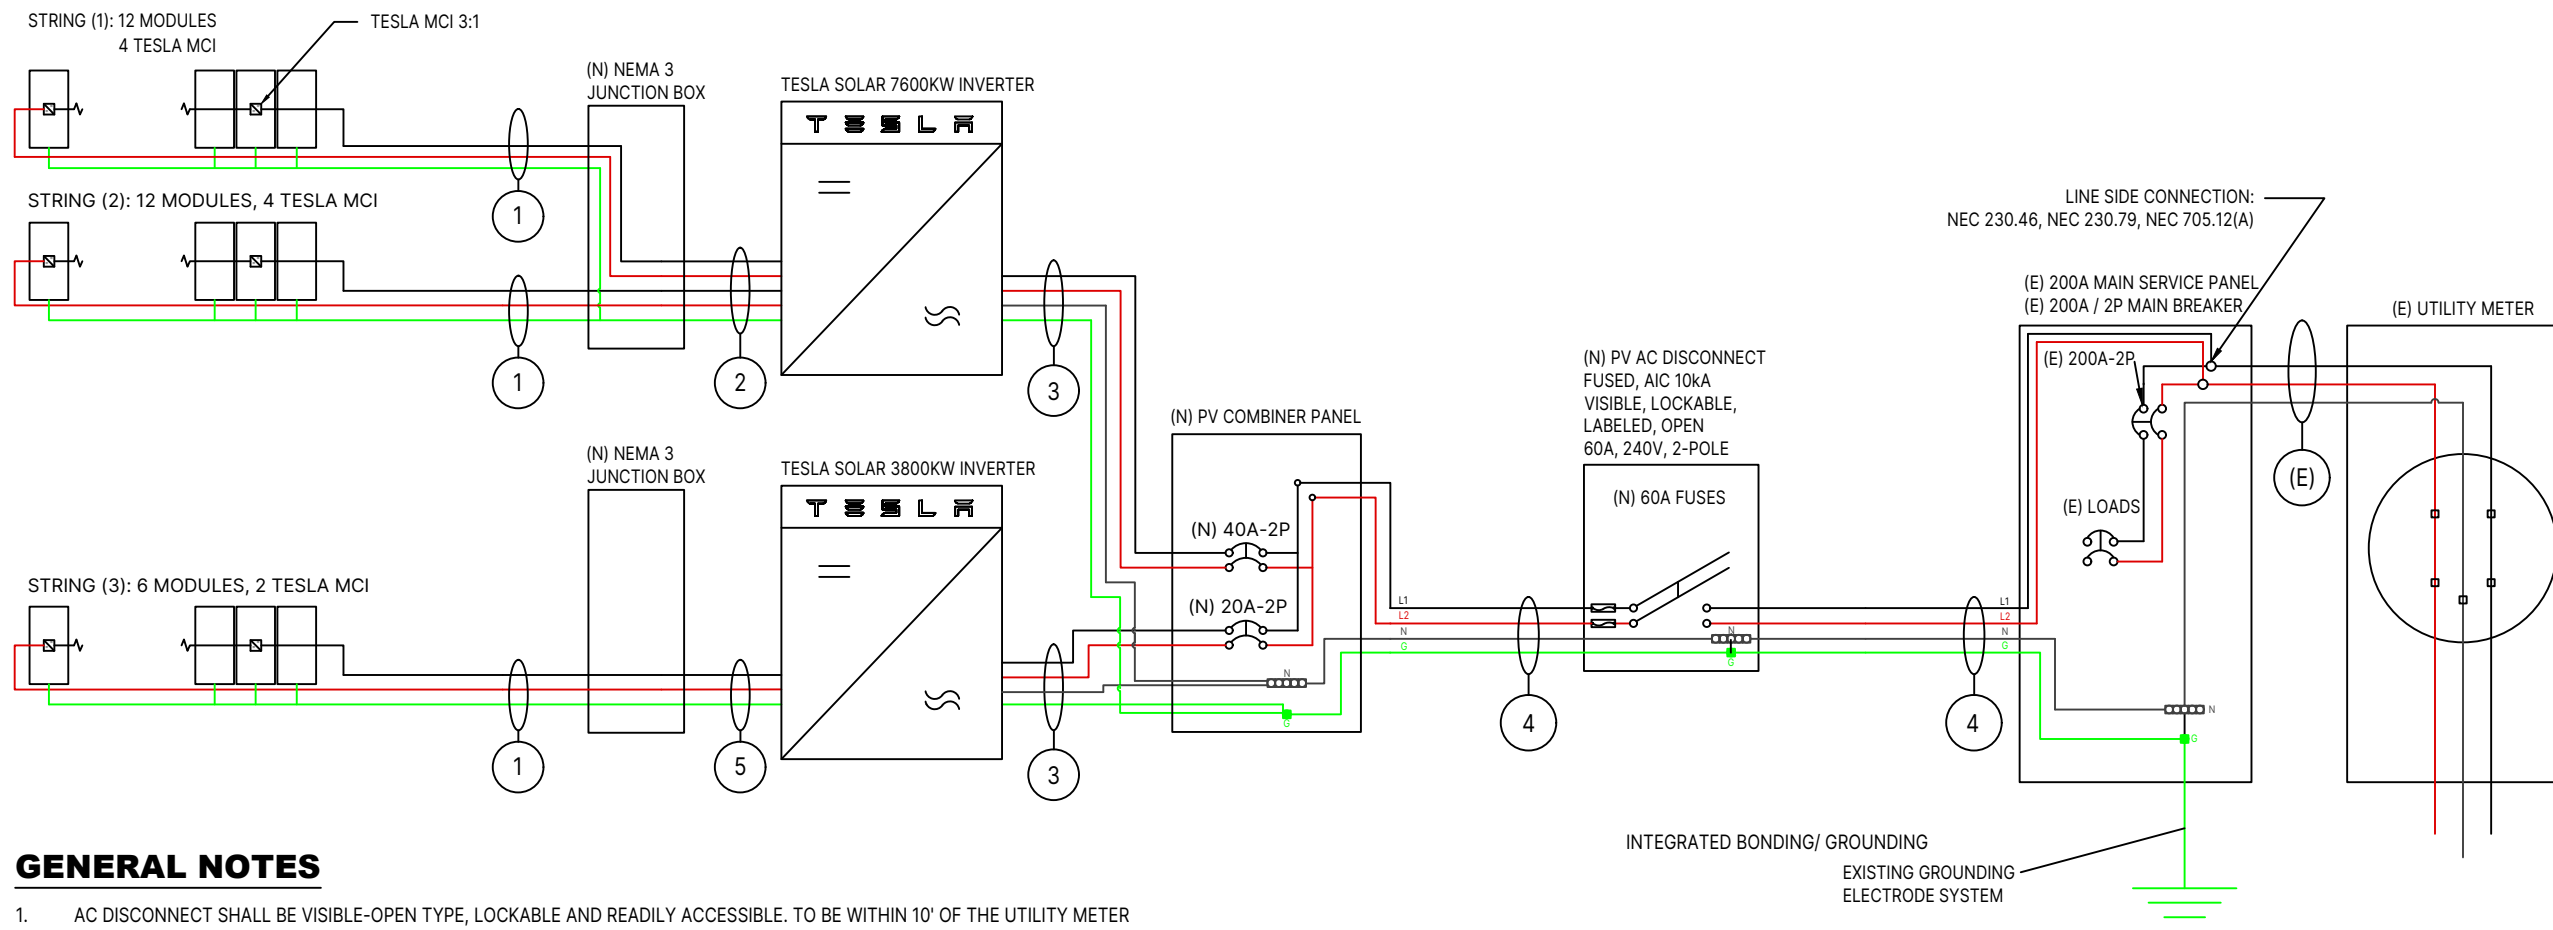 STRING (1): 12 MODULES
4 TESLA MCI
TESLA MCI 3:1
(N) NEMA 3
JUNCTION BOX
TESLA SOLAR 7600KW INVERTER
TESLA
STRING (2): 12 MODULES, 4 TESLA MCI
1
1
2
3
LINE SIDE CONNECTION:
NEC 230.46, NEC 230.79, NEC 705.12(A)
(E) 200A MAIN SERVICE PANEL
(E) 200A / 2P MAIN BREAKER
(E) UTILITY METER
(E) 200A-2P
(E)
(E) LOADS
(N) PV AC DISCONNECT
FUSED, AIC 10kA
VISIBLE, LOCKABLE,
LABELED, OPEN
60A, 240V, 2-POLE
(N) 60A FUSES
(N) PV COMBINER PANEL
(N) 40A-2P
(N) 20A-2P
(N) NEMA 3
JUNCTION BOX
TESLA SOLAR 3800KW INVERTER
TESLA
STRING (3): 6 MODULES, 2 TESLA MCI
1
5
3
N
G
L1
L2
N
G
4
N
G
4
L1
L2
N
G
N
G
INTEGRATED BONDING/ GROUNDING
EXISTING GROUNDING
ELECTRODE SYSTEM
GENERAL NOTES
1. AC DISCONNECT SHALL BE VISIBLE-OPEN TYPE, LOCKABLE AND READILY ACCESSIBLE. TO BE WITHIN 10' OF THE UTILITY METER